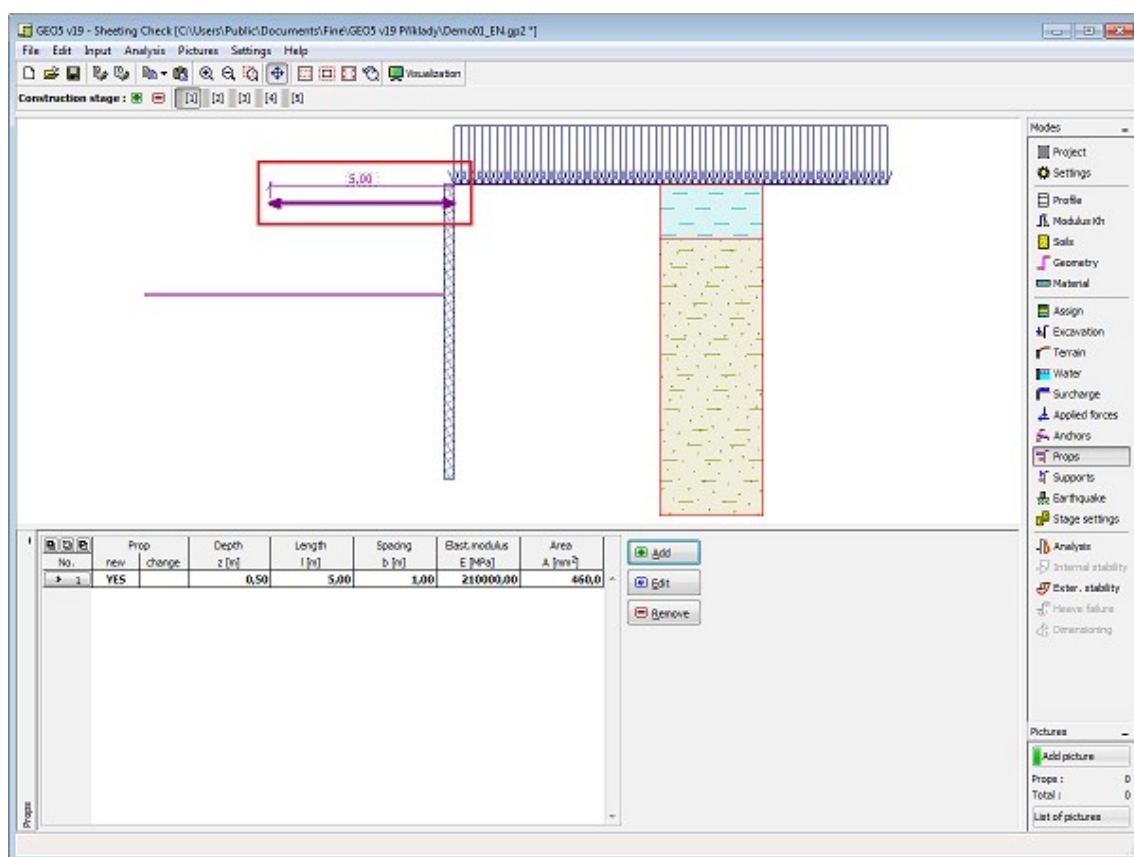 GEO5 v19 - Sheeting Check [C:\Users\Public\Documents\Fine\GEO5 v19 Příklady\Demo01_EN.gp2 *]
File Edit Input Analysis Pictures Settings Help
Visualization
Construction stage : [1] [2] [3] [4] [5]
5,00
Modes
Project
Settings
Profile
Modulus Kh
Soils
Geometry
Material
Assign
Excavation
Terrain
Water
Surcharge
Applied forces
Anchors
Props
Supports
Earthquake
Stage settings
Analysis
Internal stability
Exter. stability
Heave failure
Dimensioning
Prop Depth Length Spacing Elast. modulus Area
No. new change z [m] l [m] b [m] E [MPa] A [mm²]
1 YES 0,50 5,00 1,00 210000,00 460,0
Add
Edit
Remove
Props
Pictures
Add picture
Props : 0
Total : 0
List of pictures